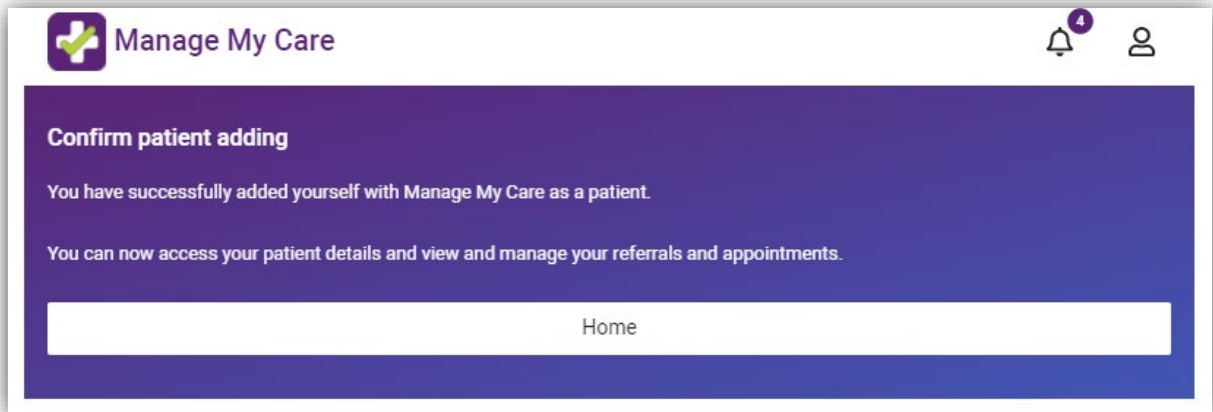 Manage My Care
4
Confirm patient adding
You have successfully added yourself with Manage My Care as a patient.
You can now access your patient details and view and manage your referrals and appointments.
Home